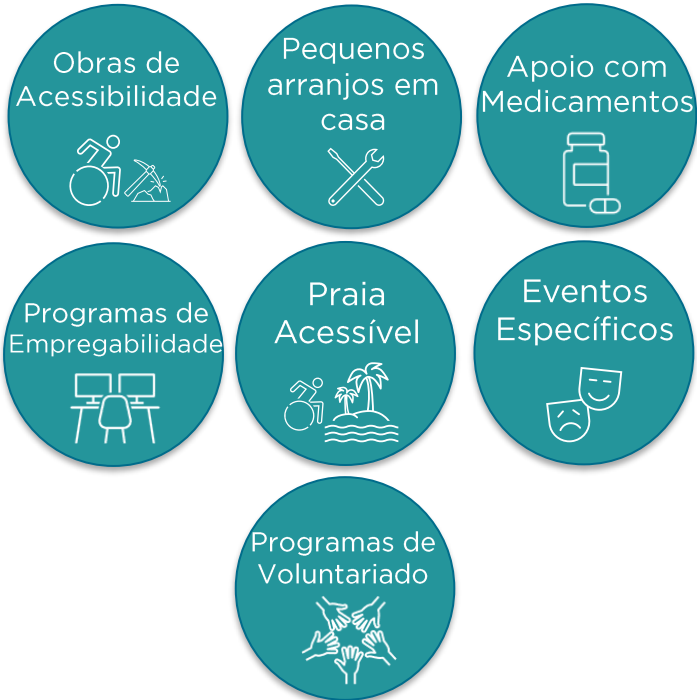 Obras de
Acessibilidade
Pequenos
arranjos em
casa
Apoio com
Medicamentos
Programas de
Empregabilidade
Praia
Acessível
Eventos
Específicos
Programas de
Voluntariado